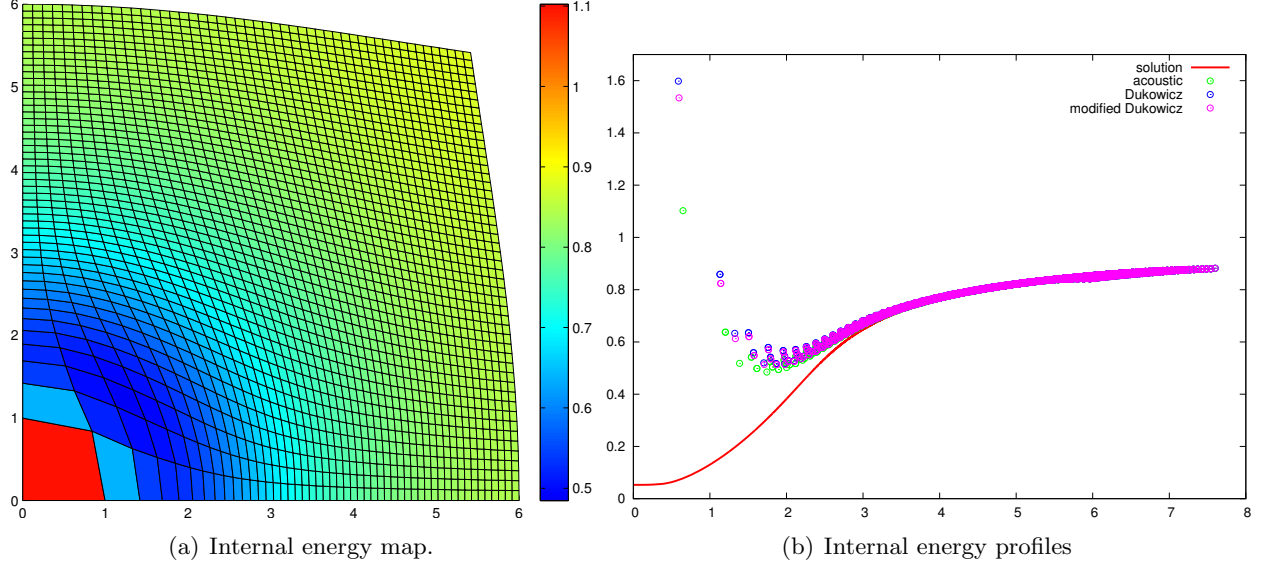 6
5
4
3
2
1
0
0 1 2 3 4 5 6
1.1
1
0.9
0.8
0.7
0.6
0.5
(a) Internal energy map.
solution
acoustic
Dukowicz
modified Dukowicz
1.6
1.4
1.2
1
0.8
0.6
0.4
0.2
0
0 1 2 3 4 5 6 7 8
(b) Internal energy profiles